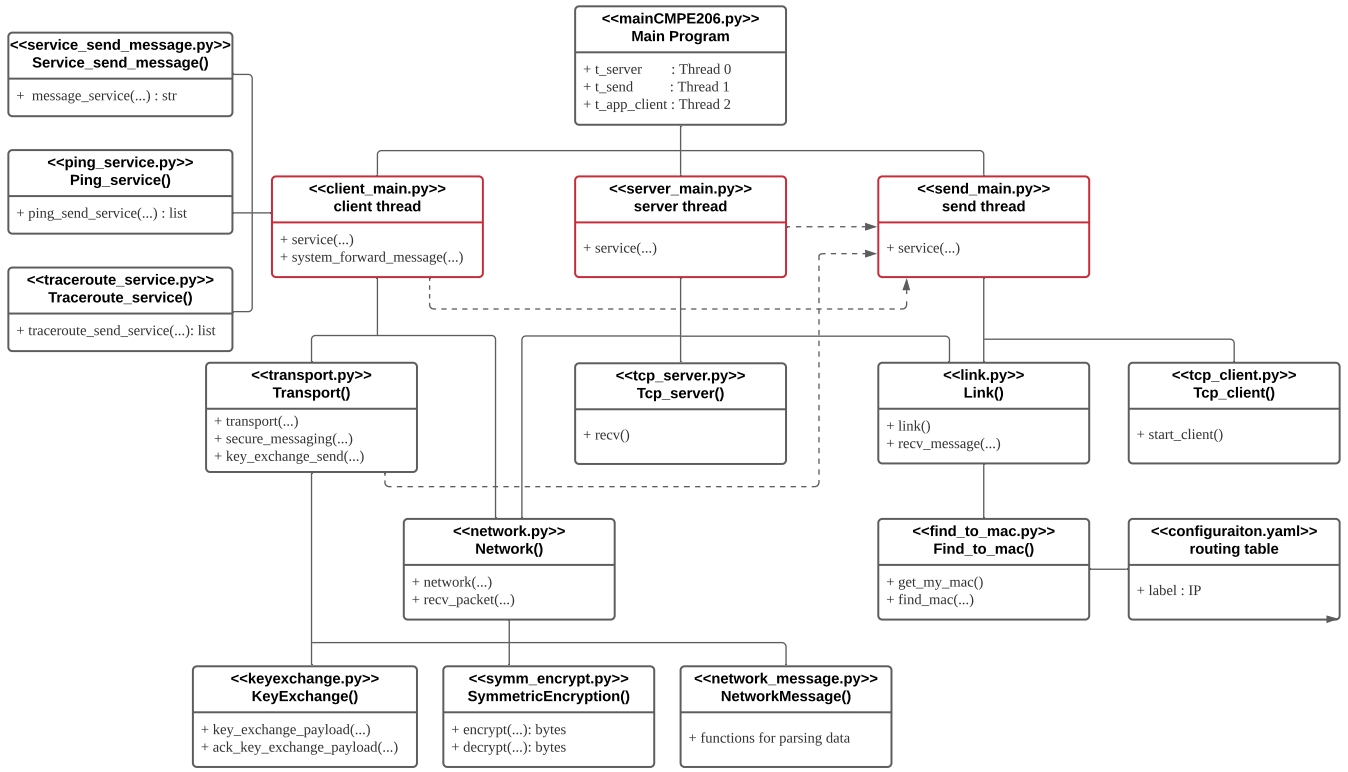 <<mainCMPE206.py>>
Main Program
+ t_server : Thread 0
+ t_send : Thread 1
+ t_app_client : Thread 2
<<service_send_message.py>>
Service_send_message()
+ message_service(...) : str
<<ping_service.py>>
Ping_service()
+ ping_send_service(...) : list
<<traceroute_service.py>>
Traceroute_service()
+ traceroute_send_service(...): list
<<client_main.py>>
client thread
+ service(...)
+ system_forward_message(...)
<<server_main.py>>
server thread
+ service(...)
<<send_main.py>>
send thread
+ service(...)
<<transport.py>>
Transport()
+ transport(...)
+ secure_messaging(...)
+ key_exchange_send(...)
<<tcp_server.py>>
Tcp_server()
+ recv()
<<link.py>>
Link()
+ link()
+ recv_message(...)
<<tcp_client.py>>
Tcp_client()
+ start_client()
<<network.py>>
Network()
+ network(...)
+ recv_packet(...)
<<find_to_mac.py>>
Find_to_mac()
+ get_my_mac()
+ find_mac(...)
<<configuraiton.yaml>>
routing table
+ label : IP
<<keyexchange.py>>
KeyExchange()
+ key_exchange_payload(...)
+ ack_key_exchange_payload(...)
<<symm_encrypt.py>>
SymmetricEncryption()
+ encrypt(...): bytes
+ decrypt(...): bytes
<<network_message.py>>
NetworkMessage()
+ functions for parsing data